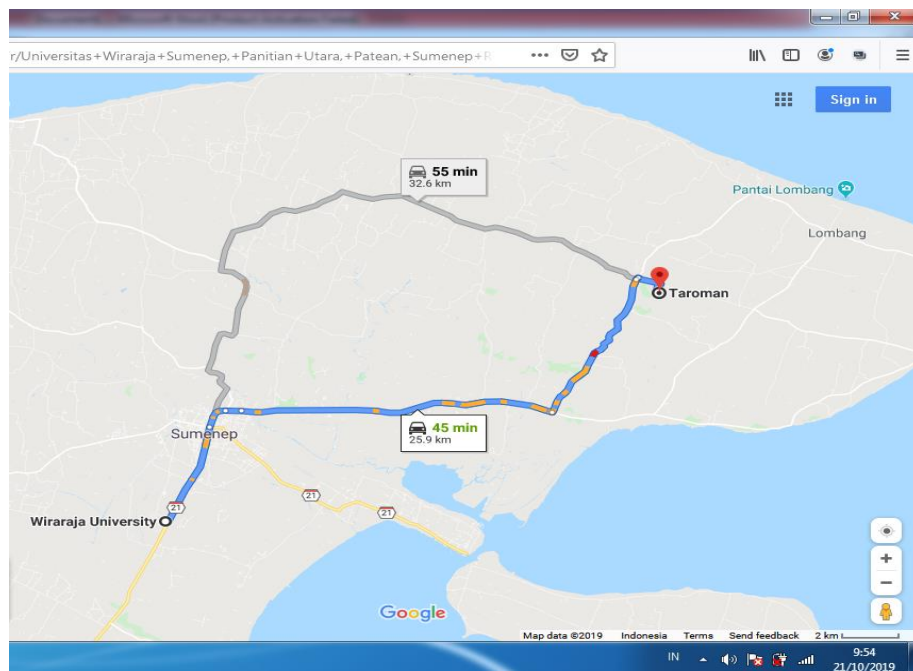 r/Universitas+Wiraraja+Sumenep,+Panitian+Utara,+Patean,+Sumenep+R
Sign in
55 min
32.6 km
Pantai Lombang
Lombang
Taroman
45 min
25.9 km
Sumenep
21
21
21
Wiraraja University
Google
Map data ©2019 Indonesia Terms Send feedback 2 km
IN
9:54
21/10/2019